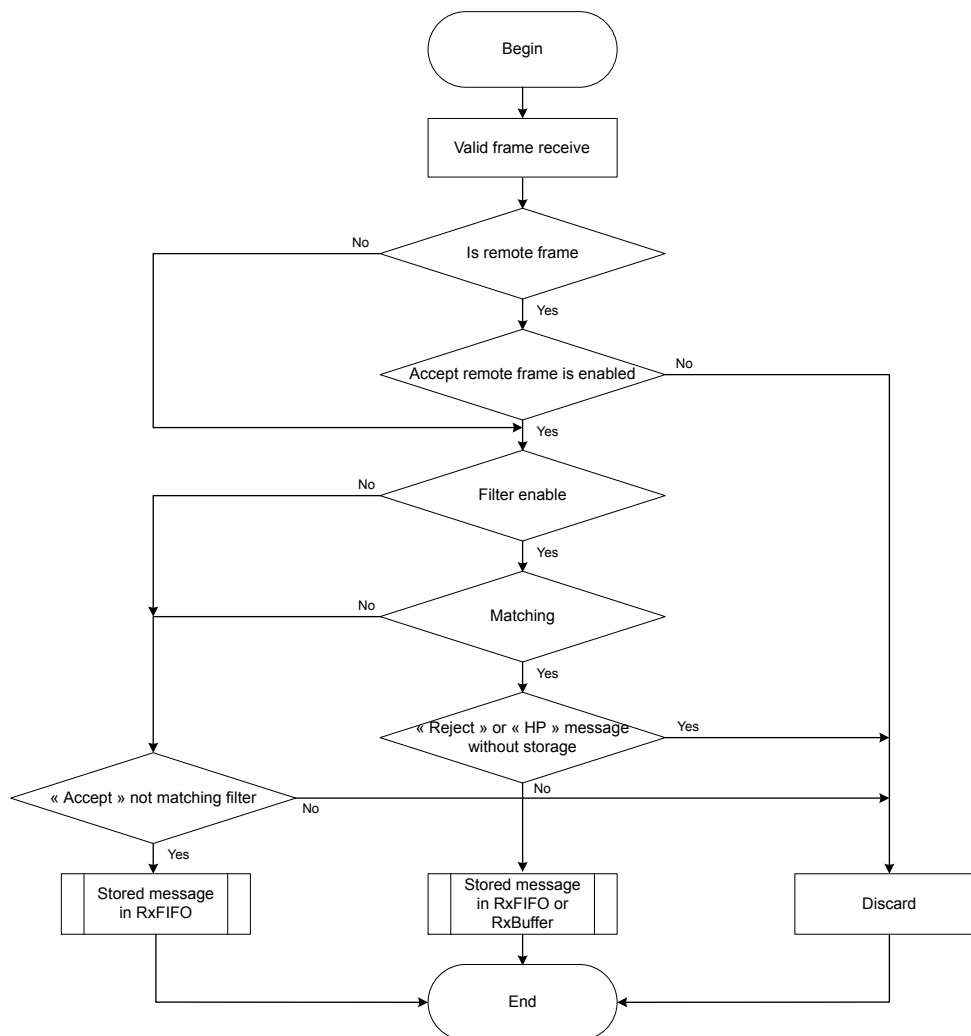 Begin
Valid frame receive
No
Is remote frame
Yes
Accept remote frame is enabled
No
Yes
No
Filter enable
Yes
No
Matching
Yes
« Reject » or « HP » message
without storage
Yes
« Accept » not matching filter
No
No
Yes
Stored message
in RxFIFO
Stored message
in RxFIFO or
RxBuffer
Discard
End